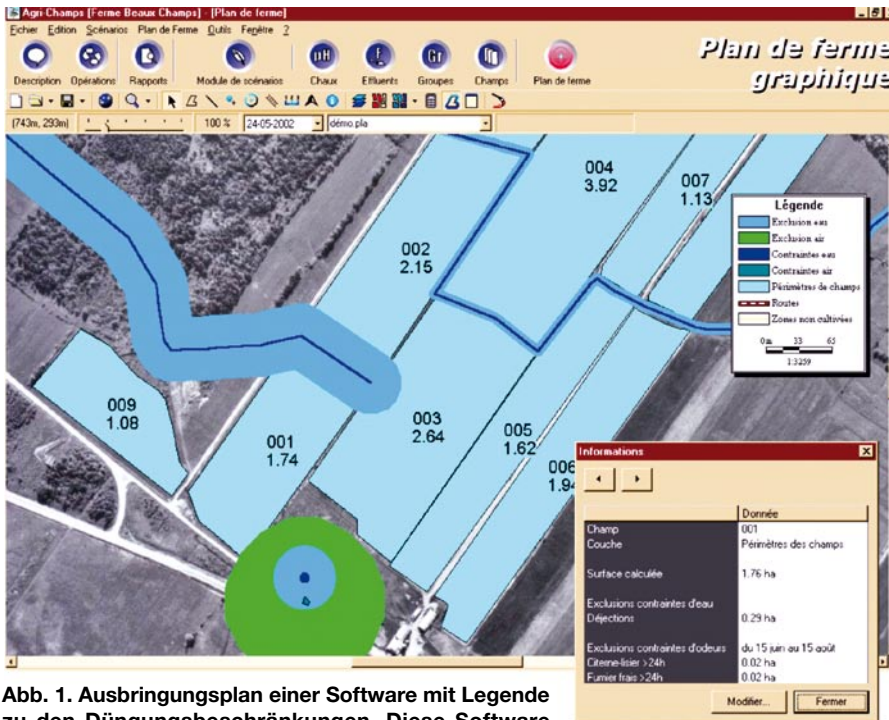 Agri-Champs [Ferme Beaux Champs] - [Plan de ferme]
Fichier Edition Scénarios Plan de Ferme Outils Fenêtre ?
Description Opérations Rapports Module de scénarios Chaux Effluents Groupes Champs Plan de ferme
pH E Gr
Plan de ferme
graphique
(743m, 293m) 100 % 24-05-2002 démo.pla
004
3.92
007
1.13
002
2.15
009
1.08
001
1.74
003
2.64
005
1.62
006
1.94
Légende
Exclusion eau
Exclusion air
Contraintes eau
Contraintes air
Périmètres de champs
Routes
Zones non cultivées
0m 33 65
1:3259
Informations
Donnée
Champ 001
Couche Périmètres des champs
Surface calculée 1.76 ha
Exclusions contraintes d'eau
Déjections 0.29 ha
Exclusions contraintes d'odeurs du 15 juin au 15 août
Citerne-lisier >24h 0.02 ha
Fumier frais >24h 0.02 ha
Modifier... Fermer
Abb. 1. Ausbringungsplan einer Software mit Legende
zu den Düngungsbeschränkungen. Diese Software